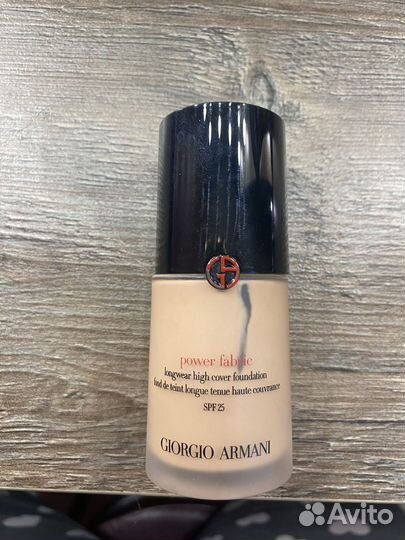 power fabric
longwear high cover foundation
fond de teint longue tenue haute couvrance
SPF 25
GIORGIO ARMANI
Avito